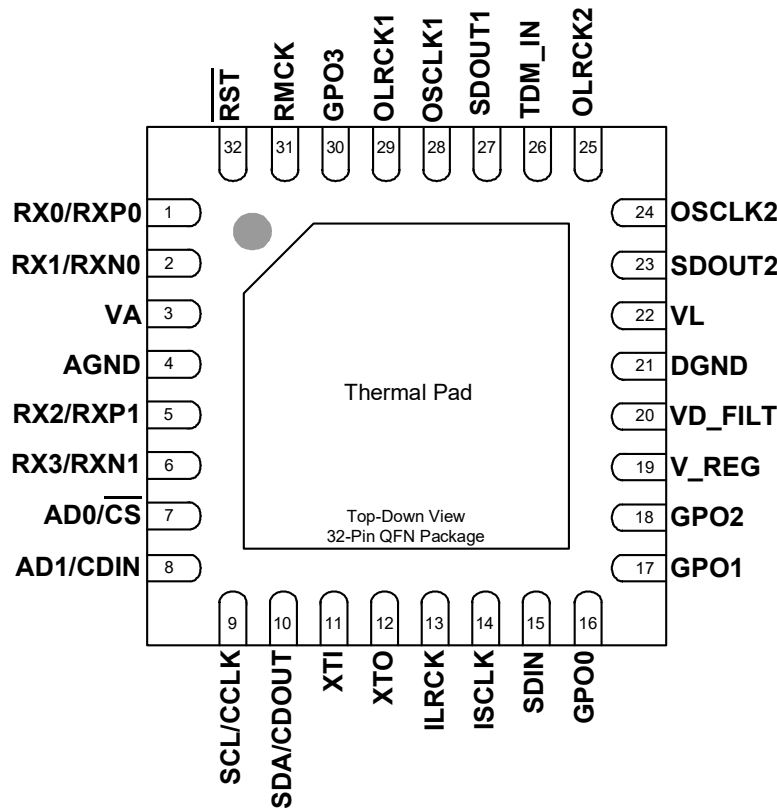 RST
RMCK
GPO3
OLRCK1
OSCLK1
SDOUT1
TDM_IN
OLRCK2
32
31
30
29
28
27
26
25
RX0/RXP0 1
RX1/RXN0 2
VA 3
AGND 4
RX2/RXP1 5
RX3/RXN1 6
AD0/CS 7
AD1/CDIN 8
24 OSCLK2
23 SDOUT2
22 VL
21 DGND
20 VD_FILT
19 V_REG
18 GPO2
17 GPO1
Thermal Pad
Top-Down View
32-Pin QFN Package
9
10
11
12
13
14
15
16
SCL/CCLK
SDA/CDOUT
XTI
XTO
ILRCK
ISCLK
SDIN
GPO0